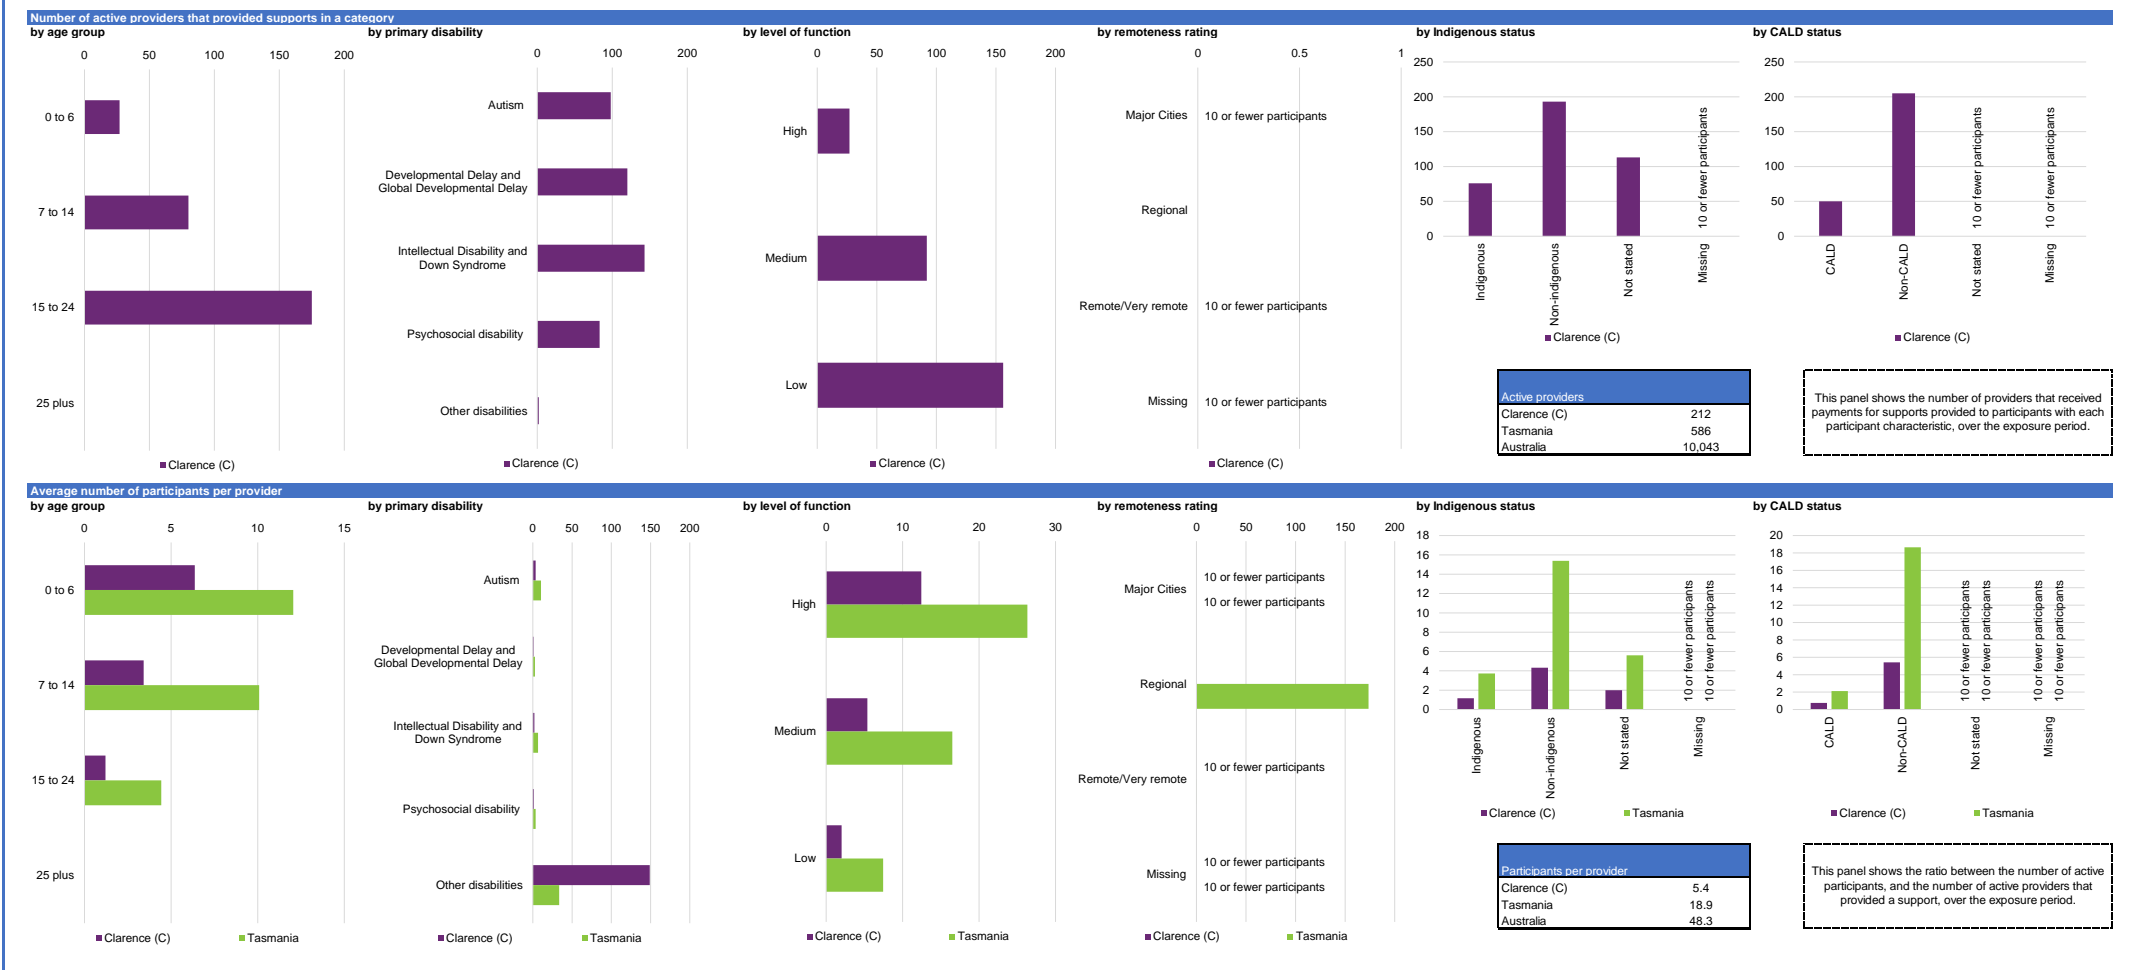 Number of active providers that provided supports in a category
by age group
0 50 100 150 200
0 to 6
7 to 14
15 to 24
25 plus
Clarence (C)
by primary disability
0 100 200
Autism
Developmental Delay and
Global Developmental Delay
Intellectual Disability and
Down Syndrome
Psychosocial disability
Other disabilities
Clarence (C)
by level of function
0 50 100 150 200
High
Medium
Low
Clarence (C)
by remoteness rating
0 0.5 1
Major Cities 10 or fewer participants
Regional
Remote/Very remote 10 or fewer participants
Missing 10 or fewer participants
Clarence (C)
by Indigenous status
250
200
150
100
50
0
10 or fewer participants
Indigenous
Non-indigenous
Not stated
Missing
Clarence (C)
by CALD status
250
200
150
100
50
0
10 or fewer participants
10 or fewer participants
CALD
Non-CALD
Not stated
Missing
Clarence (C)
Active providers
Clarence (C) 212
Tasmania 586
Australia 10,043
This panel shows the number of providers that received
payments for supports provided to participants with each
participant characteristic, over the exposure period.
Average number of participants per provider
by age group
0 5 10 15
0 to 6
7 to 14
15 to 24
25 plus
Clarence (C) Tasmania
by primary disability
0 50 100 150 200
Autism
Developmental Delay and
Global Developmental Delay
Intellectual Disability and
Down Syndrome
Psychosocial disability
Other disabilities
Clarence (C) Tasmania
by level of function
0 10 20 30
High
Medium
Low
Clarence (C) Tasmania
by remoteness rating
0 50 100 150 200
Major Cities
10 or fewer participants
10 or fewer participants
Regional
Remote/Very remote
10 or fewer participants
Missing
10 or fewer participants
10 or fewer participants
Clarence (C) Tasmania
by Indigenous status
18
16
14
12
10
8
6
4
2
0
10 or fewer participants
10 or fewer participants
Indigenous
Non-indigenous
Not stated
Missing
Clarence (C) Tasmania
by CALD status
20
18
16
14
12
10
8
6
4
2
0
10 or fewer participants
10 or fewer participants
10 or fewer participants
10 or fewer participants
CALD
Non-CALD
Not stated
Missing
Clarence (C) Tasmania
Participants per provider
Clarence (C) 5.4
Tasmania 18.9
Australia 48.3
This panel shows the ratio between the number of active
participants, and the number of active providers that
provided a support, over the exposure period.